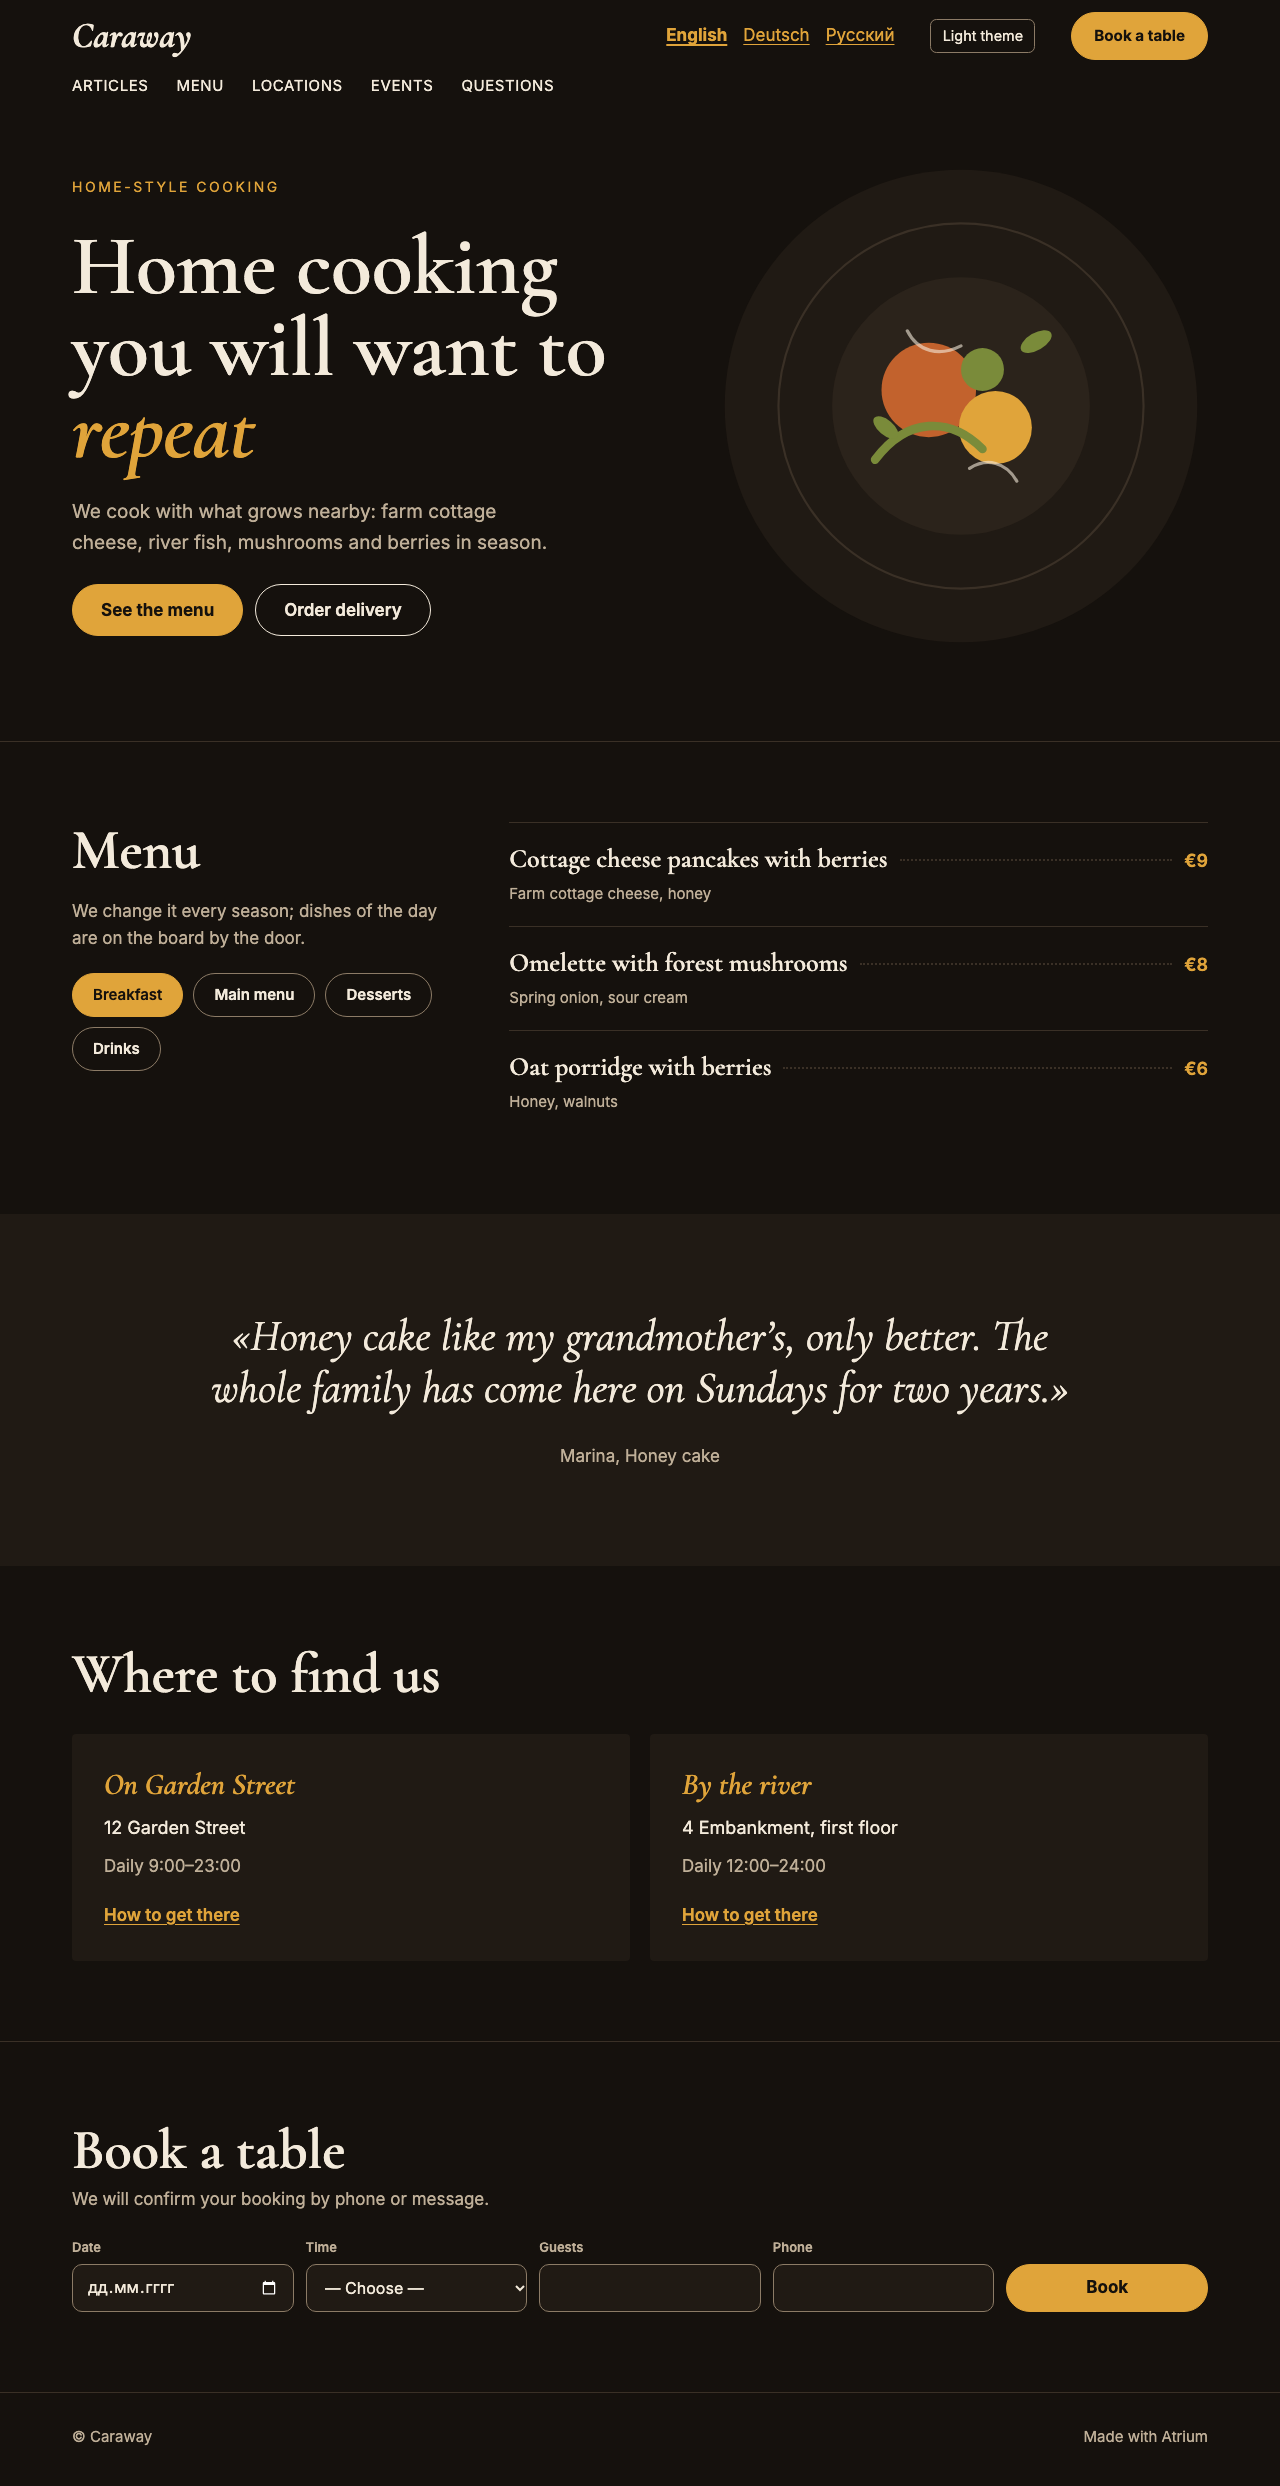 Caraway
English Deutsch Русский
Light theme
Book a table
ARTICLES MENU LOCATIONS EVENTS QUESTIONS
HOME-STYLE COOKING
Home cooking
you will want to
repeat
We cook with what grows nearby: farm cottage
cheese, river fish, mushrooms and berries in season.
See the menu
Order delivery
Menu
We change it every season; dishes of the day
are on the board by the door.
Breakfast
Main menu
Desserts
Drinks
Cottage cheese pancakes with berries €9
Farm cottage cheese, honey
Omelette with forest mushrooms €8
Spring onion, sour cream
Oat porridge with berries €6
Honey, walnuts
«Honey cake like my grandmother’s, only better. The
whole family has come here on Sundays for two years.»
Marina, Honey cake
Where to find us
On Garden Street
12 Garden Street
Daily 9:00–23:00
How to get there
By the river
4 Embankment, first floor
Daily 12:00–24:00
How to get there
Book a table
We will confirm your booking by phone or message.
Date
дд.мм.гггг
Time
— Choose —
Guests
Phone
Book
© Caraway
Made with Atrium